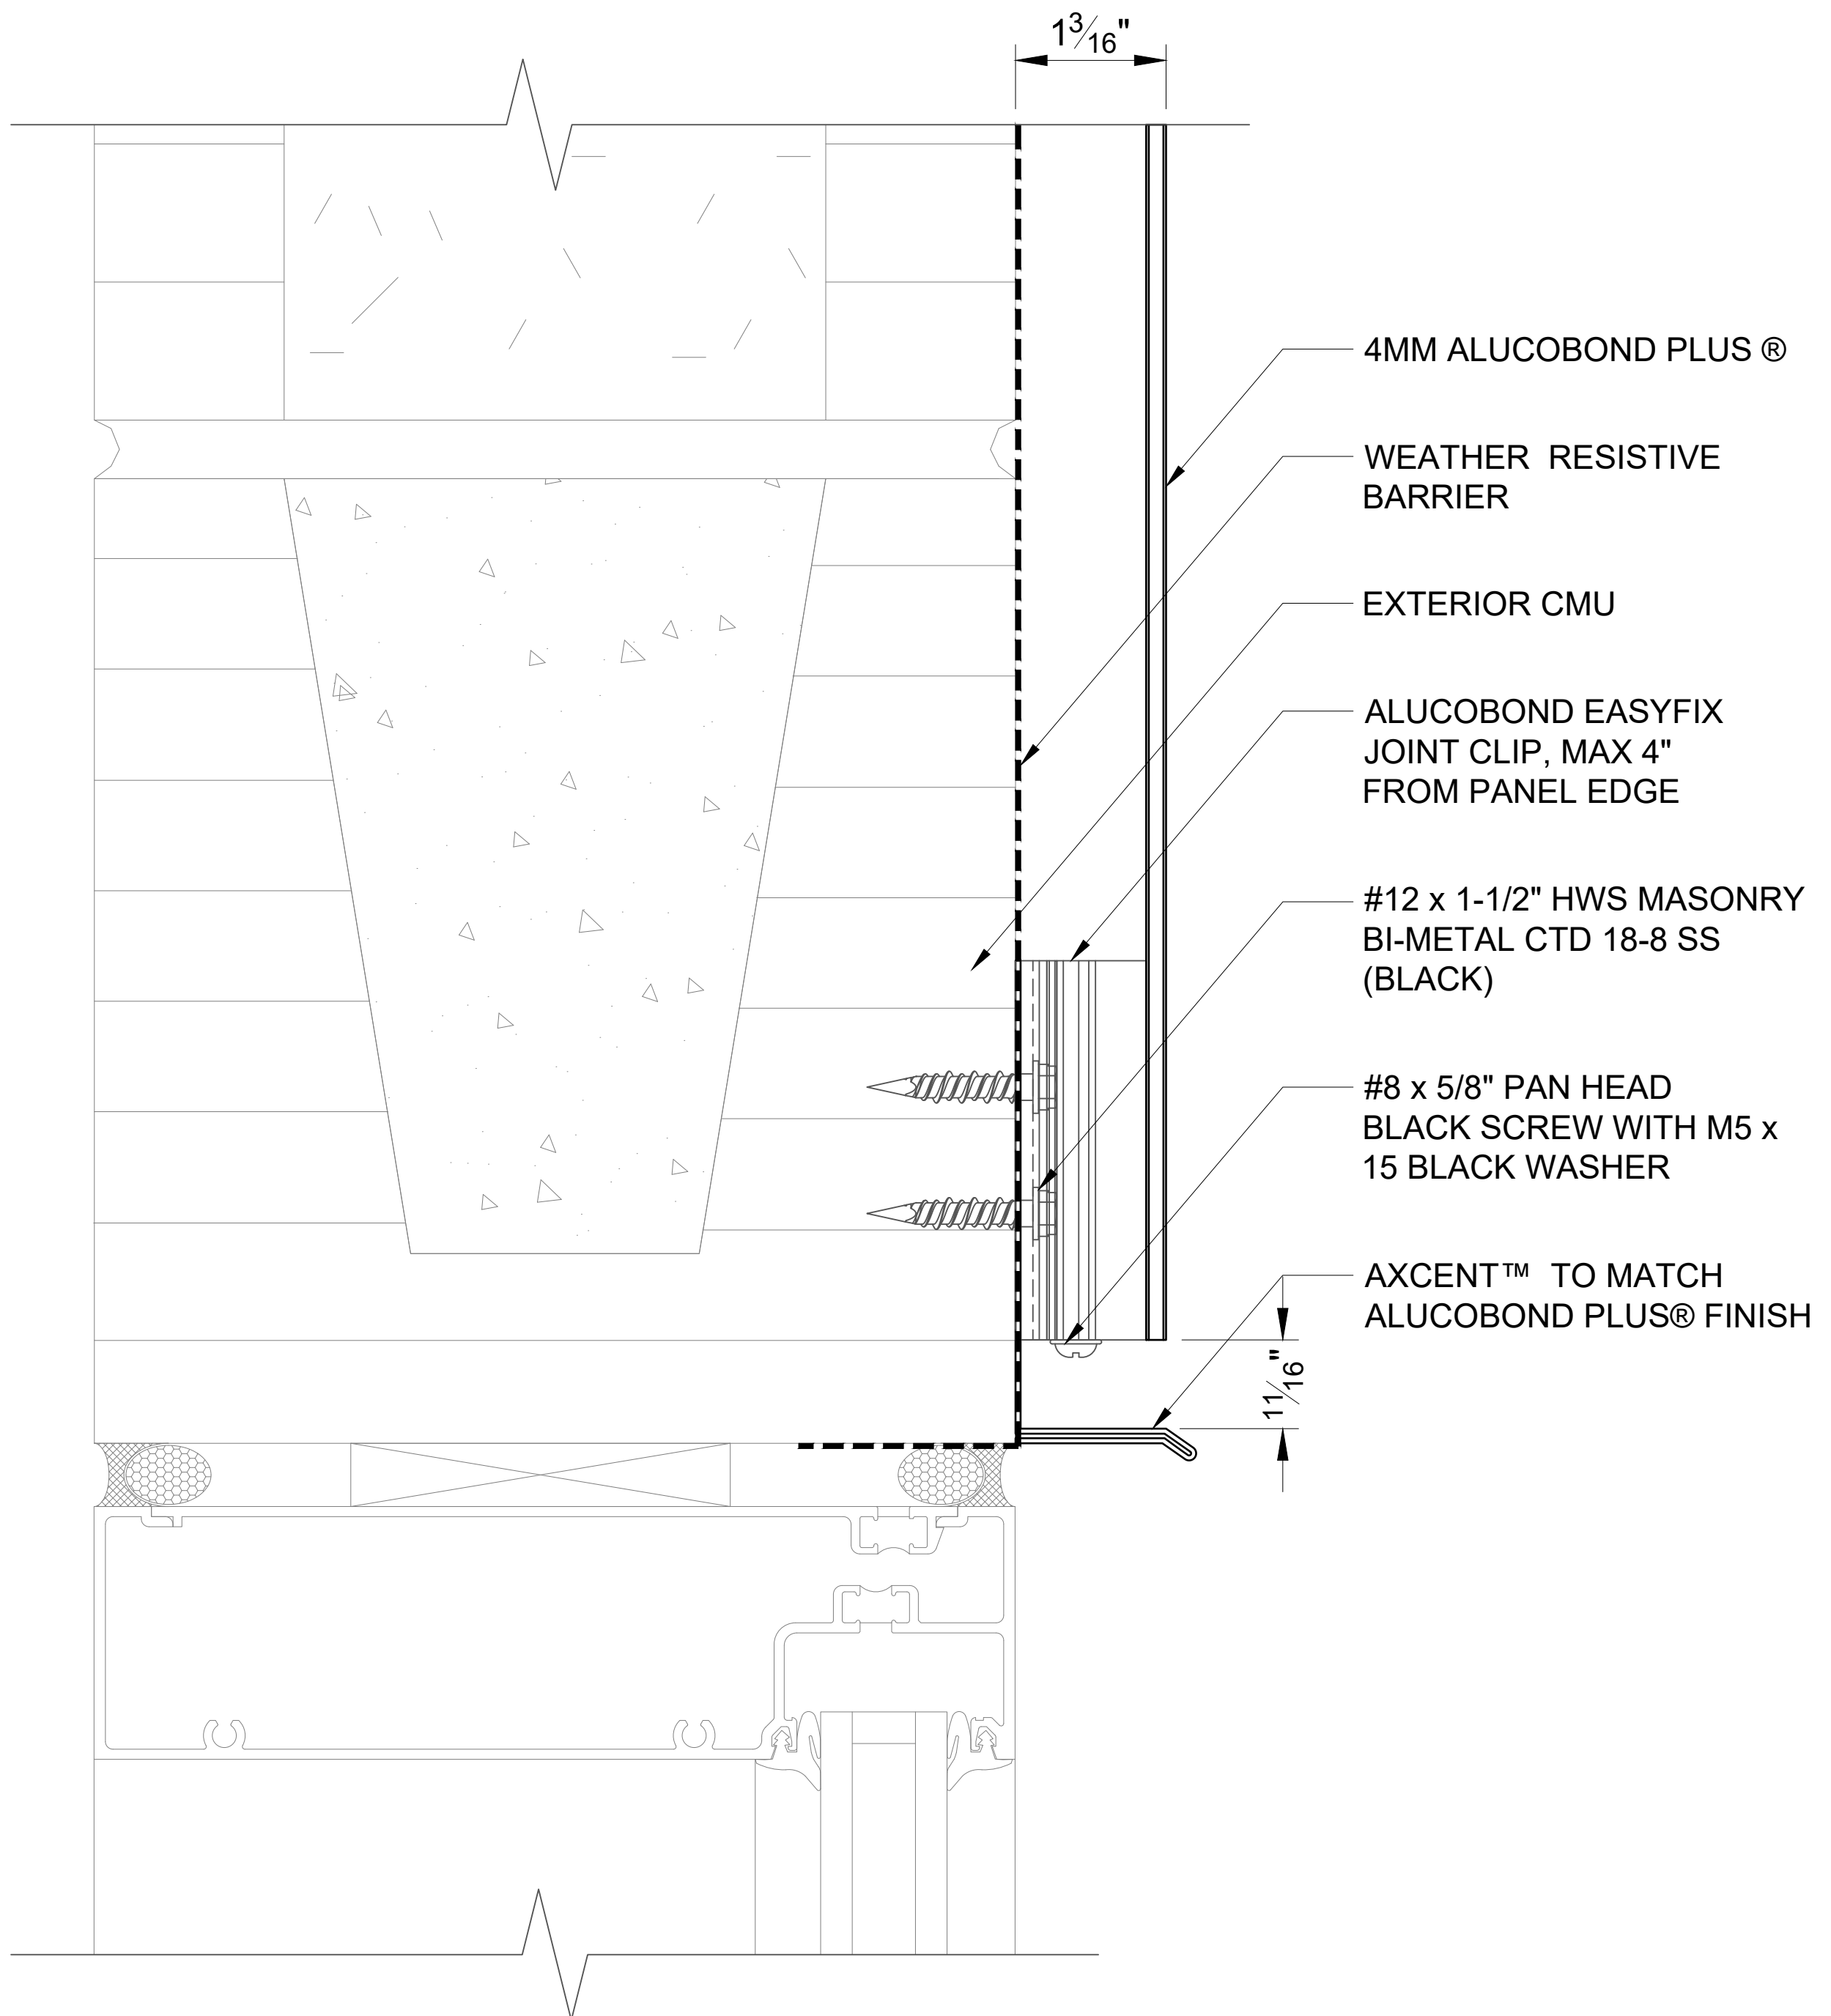 1 3/16"
4MM ALUCOBOND PLUS ®
WEATHER RESISTIVE
BARRIER
EXTERIOR CMU
ALUCOBOND EASYFIX
JOINT CLIP, MAX 4"
FROM PANEL EDGE
#12 x 1-1/2" HWS MASONRY
BI-METAL CTD 18-8 SS
(BLACK)
#8 x 5/8" PAN HEAD
BLACK SCREW WITH M5 x
15 BLACK WASHER
AXCENT™ TO MATCH
ALUCOBOND PLUS® FINISH
11/16"